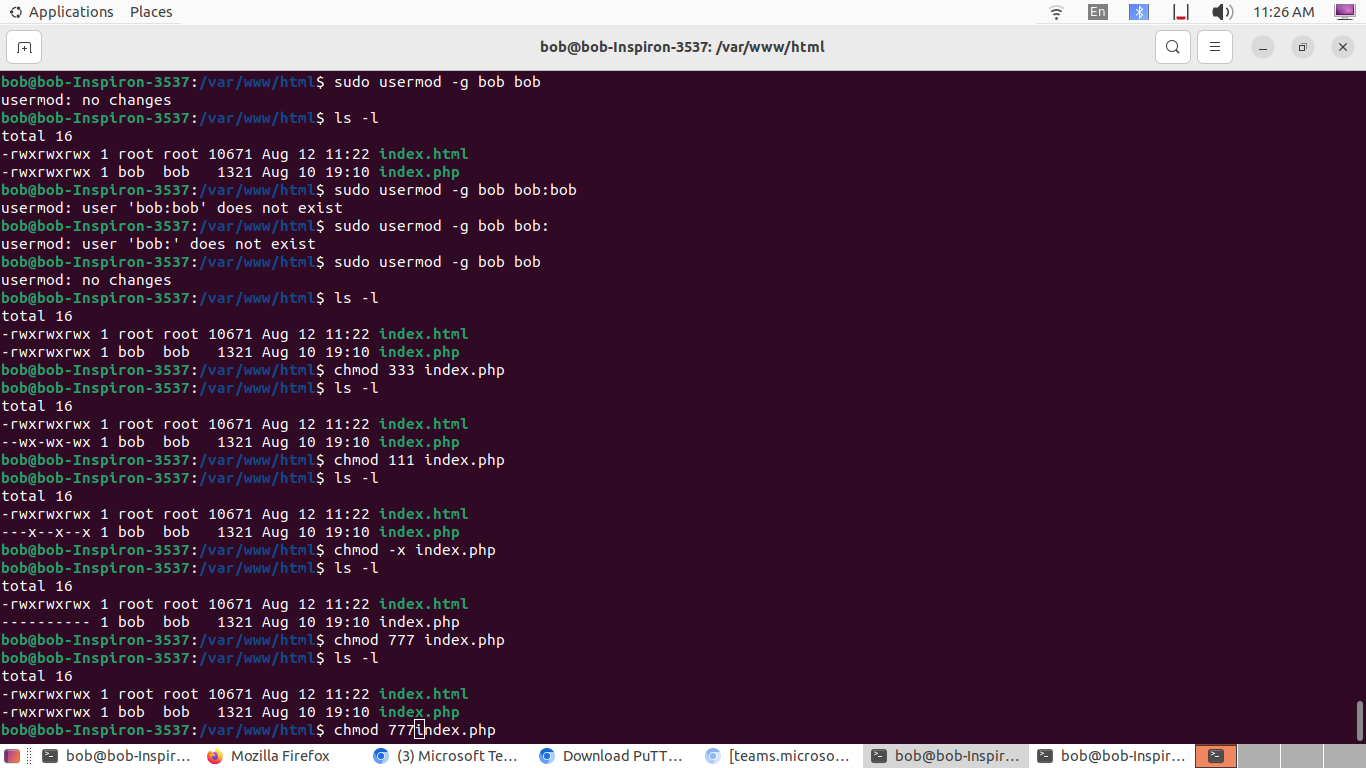 Applications Places En 11:26 AM
bob@bob-Inspiron-3537: /var/www/html
bob@bob-Inspiron-3537:/var/www/html$ sudo usermod -g bob bob
usermod: no changes
bob@bob-Inspiron-3537:/var/www/html$ ls -l
total 16
-rwxrwxrwx 1 root root 10671 Aug 12 11:22 index.html
-rwxrwxrwx 1 bob  bob   1321 Aug 10 19:10 index.php
bob@bob-Inspiron-3537:/var/www/html$ sudo usermod -g bob bob:bob
usermod: user 'bob:bob' does not exist
bob@bob-Inspiron-3537:/var/www/html$ sudo usermod -g bob bob:
usermod: user 'bob:' does not exist
bob@bob-Inspiron-3537:/var/www/html$ sudo usermod -g bob bob
usermod: no changes
bob@bob-Inspiron-3537:/var/www/html$ ls -l
total 16
-rwxrwxrwx 1 root root 10671 Aug 12 11:22 index.html
-rwxrwxrwx 1 bob  bob   1321 Aug 10 19:10 index.php
bob@bob-Inspiron-3537:/var/www/html$ chmod 333 index.php
bob@bob-Inspiron-3537:/var/www/html$ ls -l
total 16
-rwxrwxrwx 1 root root 10671 Aug 12 11:22 index.html
--wx-wx-wx 1 bob  bob   1321 Aug 10 19:10 index.php
bob@bob-Inspiron-3537:/var/www/html$ chmod 111 index.php
bob@bob-Inspiron-3537:/var/www/html$ ls -l
total 16
-rwxrwxrwx 1 root root 10671 Aug 12 11:22 index.html
---x--x--x 1 bob  bob   1321 Aug 10 19:10 index.php
bob@bob-Inspiron-3537:/var/www/html$ chmod -x index.php
bob@bob-Inspiron-3537:/var/www/html$ ls -l
total 16
-rwxrwxrwx 1 root root 10671 Aug 12 11:22 index.html
---------- 1 bob  bob   1321 Aug 10 19:10 index.php
bob@bob-Inspiron-3537:/var/www/html$ chmod 777 index.php
bob@bob-Inspiron-3537:/var/www/html$ ls -l
total 16
-rwxrwxrwx 1 root root 10671 Aug 12 11:22 index.html
-rwxrwxrwx 1 bob  bob   1321 Aug 10 19:10 index.php
bob@bob-Inspiron-3537:/var/www/html$ chmod 777index.php
bob@bob-Inspir... Mozilla Firefox (3) Microsoft Te... Download PuTT... [teams.microso... bob@bob-Inspir... bob@bob-Inspir...